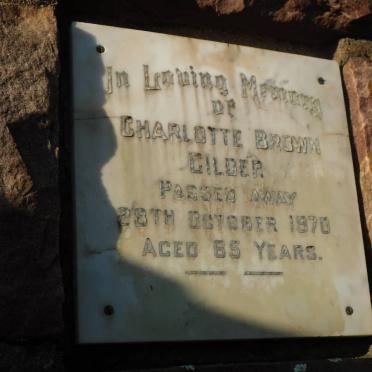 In Loving Memory
of
Charlotte Brown
Gilder
Passed Away
28th October 1970
Aged 65 Years.